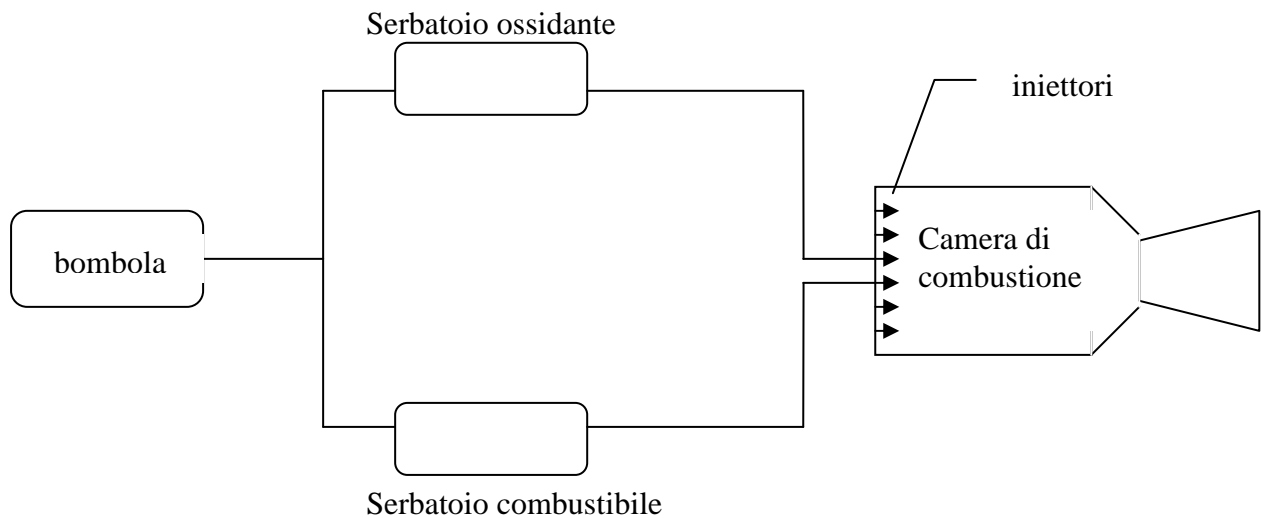 Serbatoio ossidante
iniettori
bombola
Camera di
combustione
Serbatoio combustibile